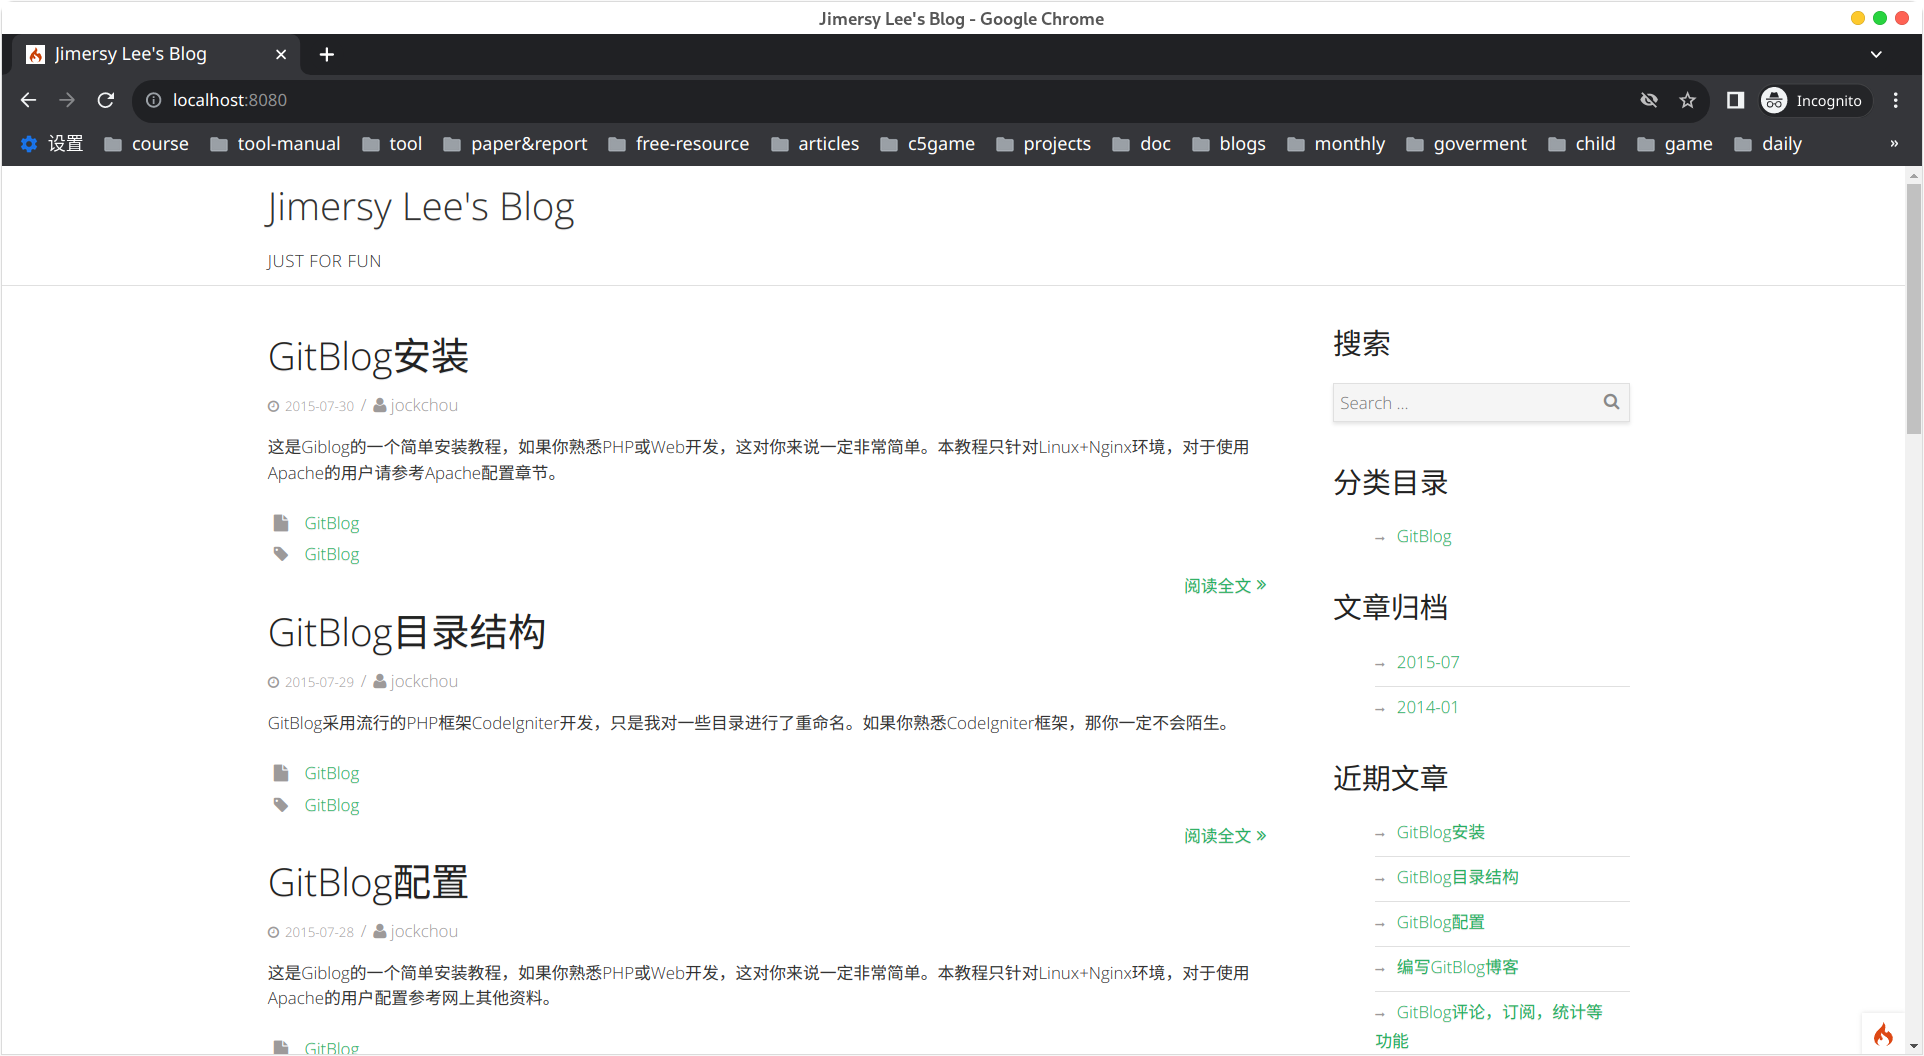 Jimersy Lee's Blog - Google Chrome
Jimersy Lee's Blog
localhost:8080
Incognito
设置 course tool-manual tool paper&report free-resource articles c5game projects doc blogs monthly goverment child game daily »
Jimersy Lee's Blog
JUST FOR FUN
GitBlog安装
2015-07-30 / jockchou
这是Giblog的一个简单安装教程，如果你熟悉PHP或Web开发，这对你来说一定非常简单。本教程只针对Linux+Nginx环境，对于使用
Apache的用户请参考Apache配置章节。
GitBlog
GitBlog
阅读全文 »
GitBlog目录结构
2015-07-29 / jockchou
GitBlog采用流行的PHP框架CodeIgniter开发，只是我对一些目录进行了重命名。如果你熟悉CodeIgniter框架，那你一定不会陌生。
GitBlog
GitBlog
阅读全文 »
GitBlog配置
2015-07-28 / jockchou
这是Giblog的一个简单安装教程，如果你熟悉PHP或Web开发，这对你来说一定非常简单。本教程只针对Linux+Nginx环境，对于使用
Apache的用户配置参考网上其他资料。
GitBlog
搜索
Search ...
分类目录
→ GitBlog
文章归档
→ 2015-07
→ 2014-01
近期文章
→ GitBlog安装
→ GitBlog目录结构
→ GitBlog配置
→ 编写GitBlog博客
→ GitBlog评论，订阅，统计等
功能